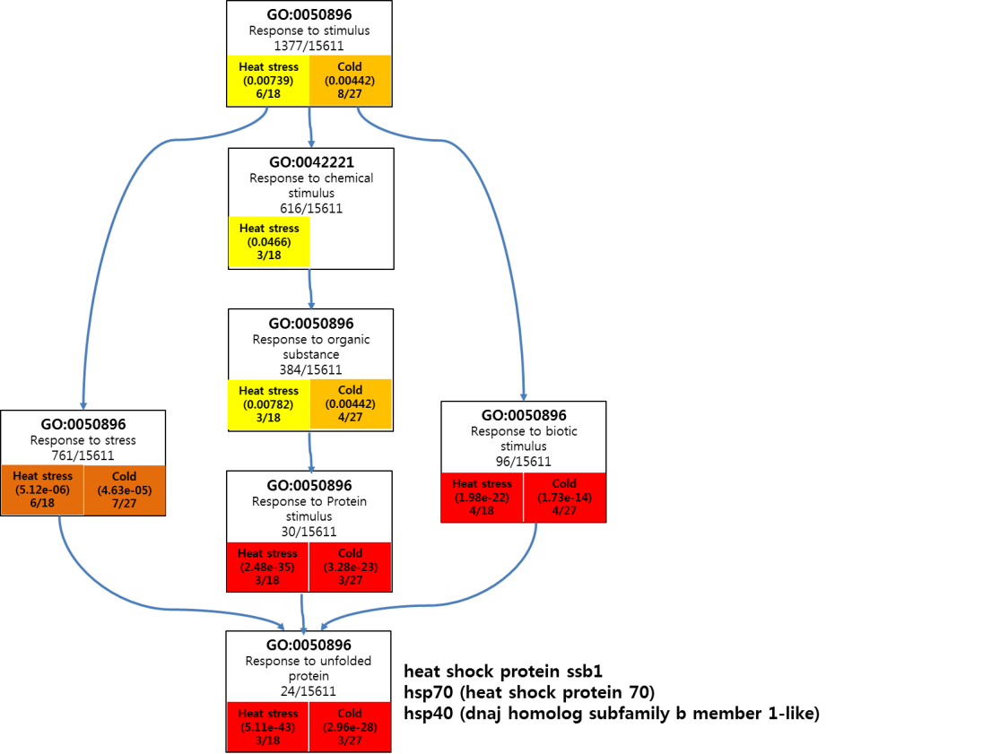 GO:0050896
Response to stimulus
1377/15611
Heat stress
(0.00739)
6/18
Cold
(0.00442)
8/27
GO:0042221
Response to chemical
stimulus
616/15611
Heat stress
(0.0466)
3/18
GO:0050896
Response to organic
substance
384/15611
Heat stress
(0.00782)
3/18
Cold
(0.00442)
4/27
GO:0050896
Response to stress
761/15611
Heat stress
(5.12e-06)
6/18
Cold
(4.63e-05)
7/27
GO:0050896
Response to biotic
stimulus
96/15611
Heat stress
(1.98e-22)
4/18
Cold
(1.73e-14)
4/27
GO:0050896
Response to Protein
stimulus
30/15611
Heat stress
(2.48e-35)
3/18
Cold
(3.28e-23)
3/27
GO:0050896
Response to unfolded
protein
24/15611
Heat stress
(5.11e-43)
3/18
Cold
(2.96e-28)
3/27
heat shock protein ssb1
hsp70 (heat shock protein 70)
hsp40 (dnaj homolog subfamily b member 1-like)